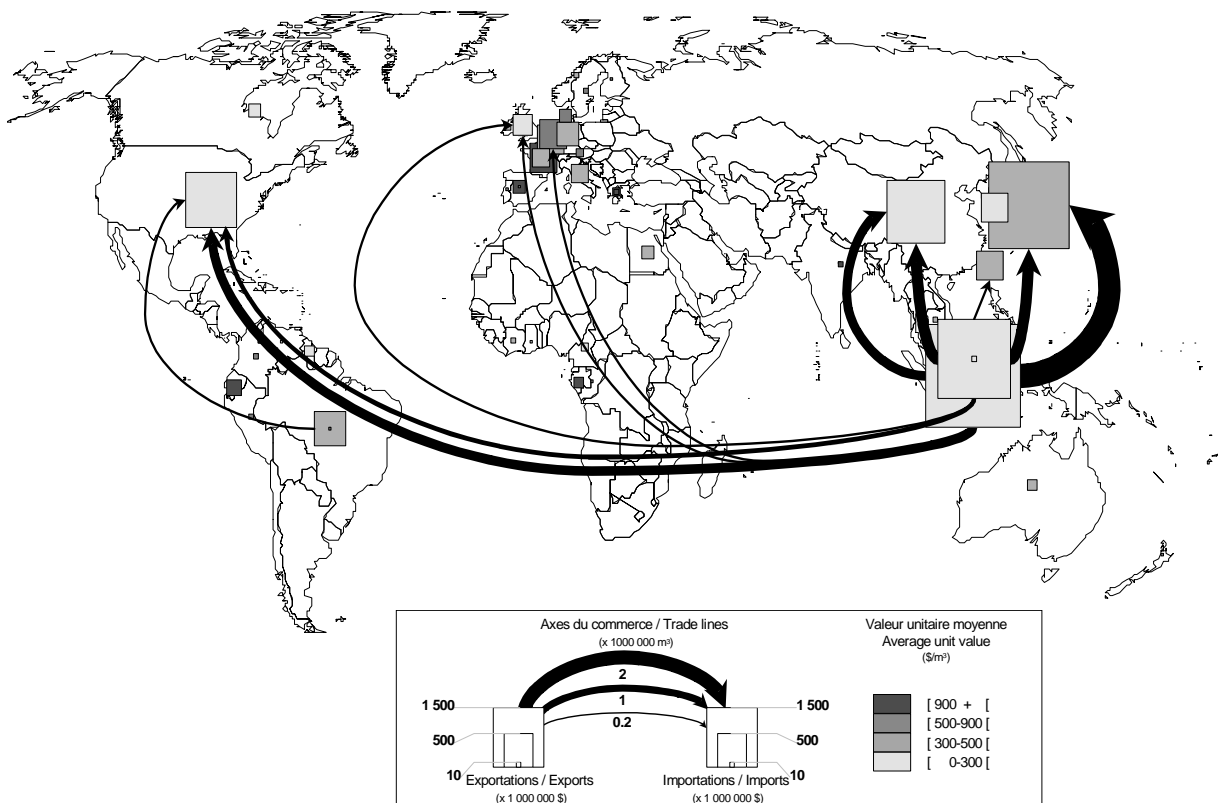 Axes du commerce / Trade lines
(x 1000 000 m³)
2
1
0.2
1 500
500
10
1 500
500
10
Exportations / Exports
(x 1 000 000 $)
Importations / Imports
(x 1 000 000 $)
Valeur unitaire moyenne
Average unit value
($/m³)
[ 900 + [
[ 500-900 [
[ 300-500 [
[ 0-300 [